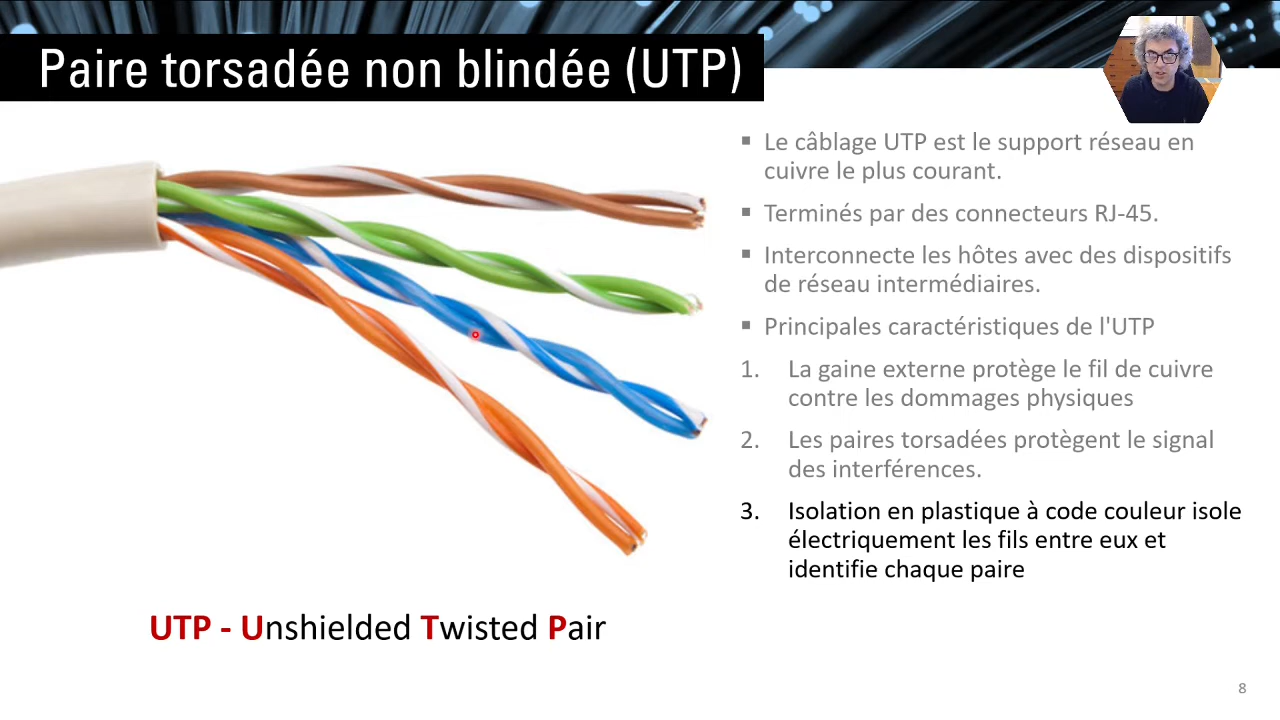 Paire torsadée non blindée (UTP)
▪ Le câblage UTP est le support réseau en
cuivre le plus courant.
▪ Terminés par des connecteurs RJ-45.
▪ Interconnecte les hôtes avec des dispositifs
de réseau intermédiaires.
▪ Principales caractéristiques de l'UTP
1. La gaine externe protège le fil de cuivre
contre les dommages physiques
2. Les paires torsadées protègent le signal
des interférences.
3. Isolation en plastique à code couleur isole
électriquement les fils entre eux et
identifie chaque paire
UTP - Unshielded Twisted Pair
8